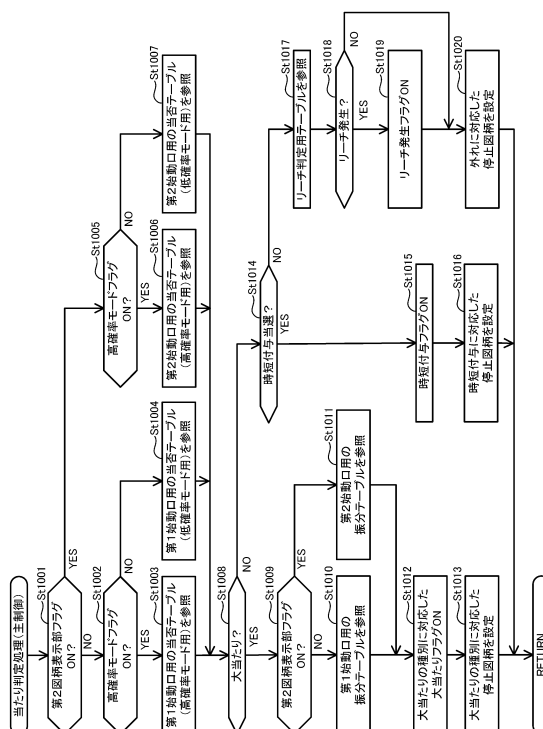 当たり判定処理(主制御)
St1001
第2図柄表示部フラグ
ON?
YES
NO
St1002
高確率モードフラグ
ON?
NO
YES
St1003
第1始動口用の当否テーブル
(高確率モード用)を参照
St1004
第1始動口用の当否テーブル
(低確率モード用)を参照
St1005
高確率モードフラグ
ON?
NO
YES
St1006
第2始動口用の当否テーブル
(高確率モード用)を参照
St1007
第2始動口用の当否テーブル
(低確率モード用)を参照
St1008
大当たり?
NO
YES
St1009
第2図柄表示部フラグ
ON?
YES
NO
St1010
第1始動口用の
振分テーブルを参照
St1011
第2始動口用の
振分テーブルを参照
St1012
大当たりの種別に対応した
大当たりフラグON
St1013
大当たりの種別に対応した
停止図柄を設定
St1014
時短付与当選?
NO
YES
St1015
時短付与フラグON
St1016
時短付与に対応した
停止図柄を設定
St1017
リーチ判定用テーブルを参照
St1018
リーチ発生?
NO
YES
St1019
リーチ発生フラグON
St1020
外れに対応した
停止図柄を設定
RETURN